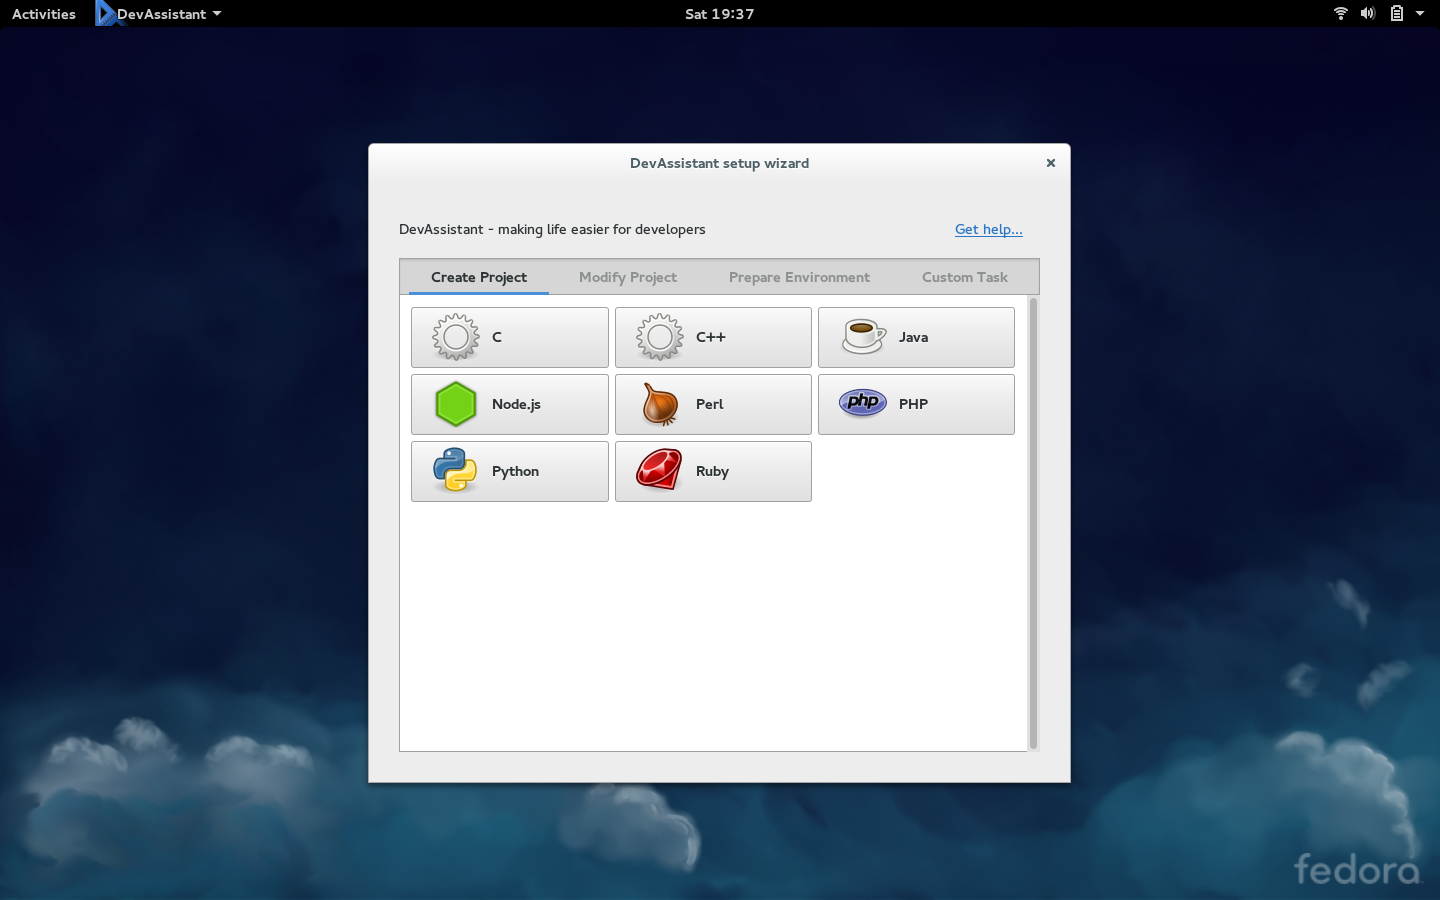 Activities DevAssistant Sat 19:37
DevAssistant setup wizard
DevAssistant - making life easier for developers Get help...
Create Project Modify Project Prepare Environment Custom Task
C C++ Java
Node.js Perl php PHP
Python Ruby
fedora